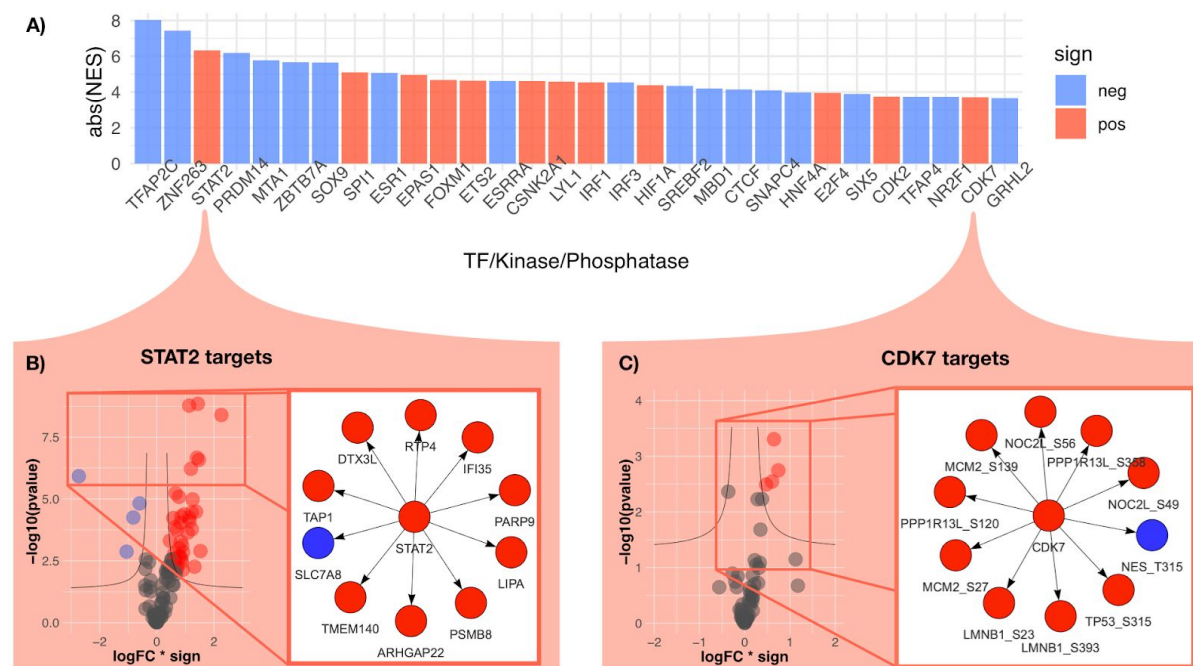 A)
8
6
4
2
0
abs(NES)
TFAP2C
ZNF263
STAT2
PRDM14
MTA1
ZBTB7A
SOX9
SPI1
ESR1
EPAS1
FOXM1
ETS2
ESRRA
CSNK2A1
LYL1
IRF1
IRF3
HIF1A
SREBF2
MBD1
CTCF
SNAPC4
HNF4A
E2F4
SIX5
CDK2
TFAP4
NR2F1
CDK7
GRHL2
TF/Kinase/Phosphatase
sign
neg
pos
B)
STAT2 targets
7.5
5.0
2.5
0.0
−log10(pvalue)
−2
0
2
logFC * sign
RTP4
DTX3L
IFI35
TAP1
PARP9
STAT2
SLC7A8
LIPA
TMEM140
PSMB8
ARHGAP22
C)
CDK7 targets
4
3
2
1
0
−log10(pvalue)
−2
−1
0
1
2
logFC * sign
NOC2L_S56
MCM2_S139
PPP1R13L_S358
NOC2L_S49
PPP1R13L_S120
CDK7
NES_T315
MCM2_S27
TP53_S315
LMNB1_S23
LMNB1_S393